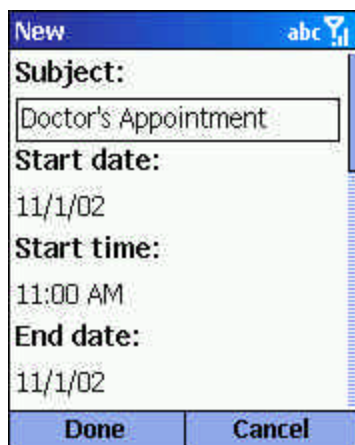 New abc
Subject:
Doctor's Appointment
Start date:
11/1/02
Start time:
11:00 AM
End date:
11/1/02
Done Cancel